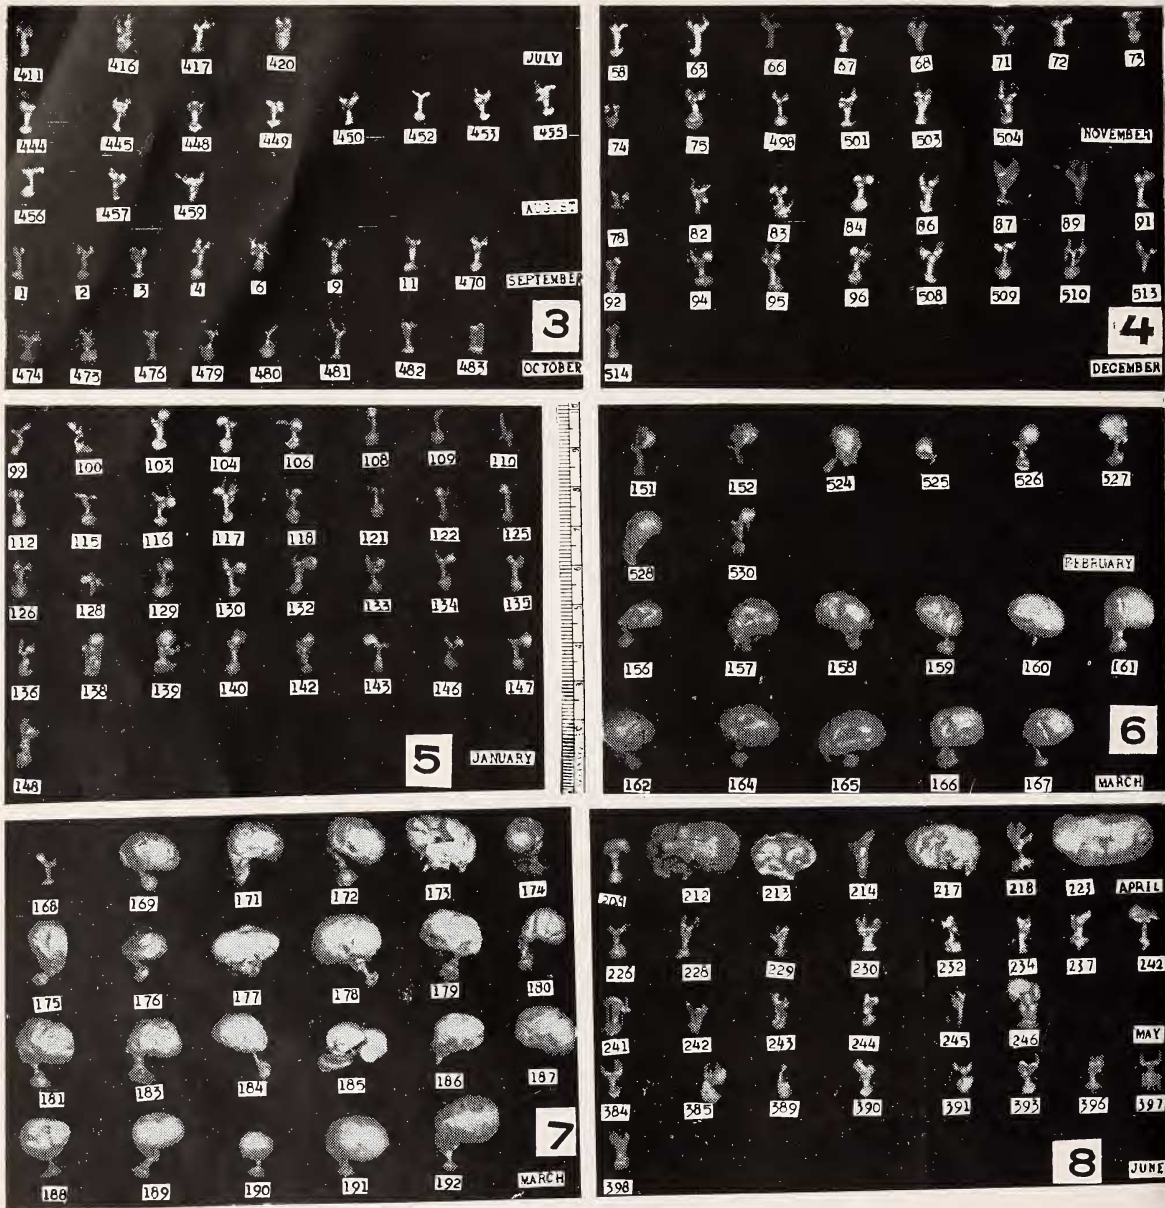 411 416 417 420 JULY
444 445 448 449 450 452 453 455
456 457 459 AUGUST
1 2 3 4 6 9 11 470 SEPTEMBER
3
474 473 476 479 480 481 482 483 OCTOBER
58 63 66 67 68 71 72 73
74 75 498 501 503 504 NOVEMBER
78 82 83 84 86 87 89 91
92 94 95 96 508 509 510 513
4
514 DECEMBER
99 100 103 104 106 108 109 110
112 115 116 117 118 121 122 125
126 128 129 130 132 133 134 135
136 138 139 140 142 143 146 147
5
148 JANUARY
151 152 524 525 526 527
528 530 FEBRUARY
156 157 158 159 160 161
6
162 164 165 166 167 MARCH
168 169 171 172 173 174
175 176 177 178 179 180
181 183 184 185 186 187
7
188 189 190 191 192 MARCH
209 212 213 214 217 218 223 APRIL
226 228 229 230 232 234 237 242
241 242 243 244 245 246 MAY
384 385 389 390 391 393 396 397
8
398 JUNE